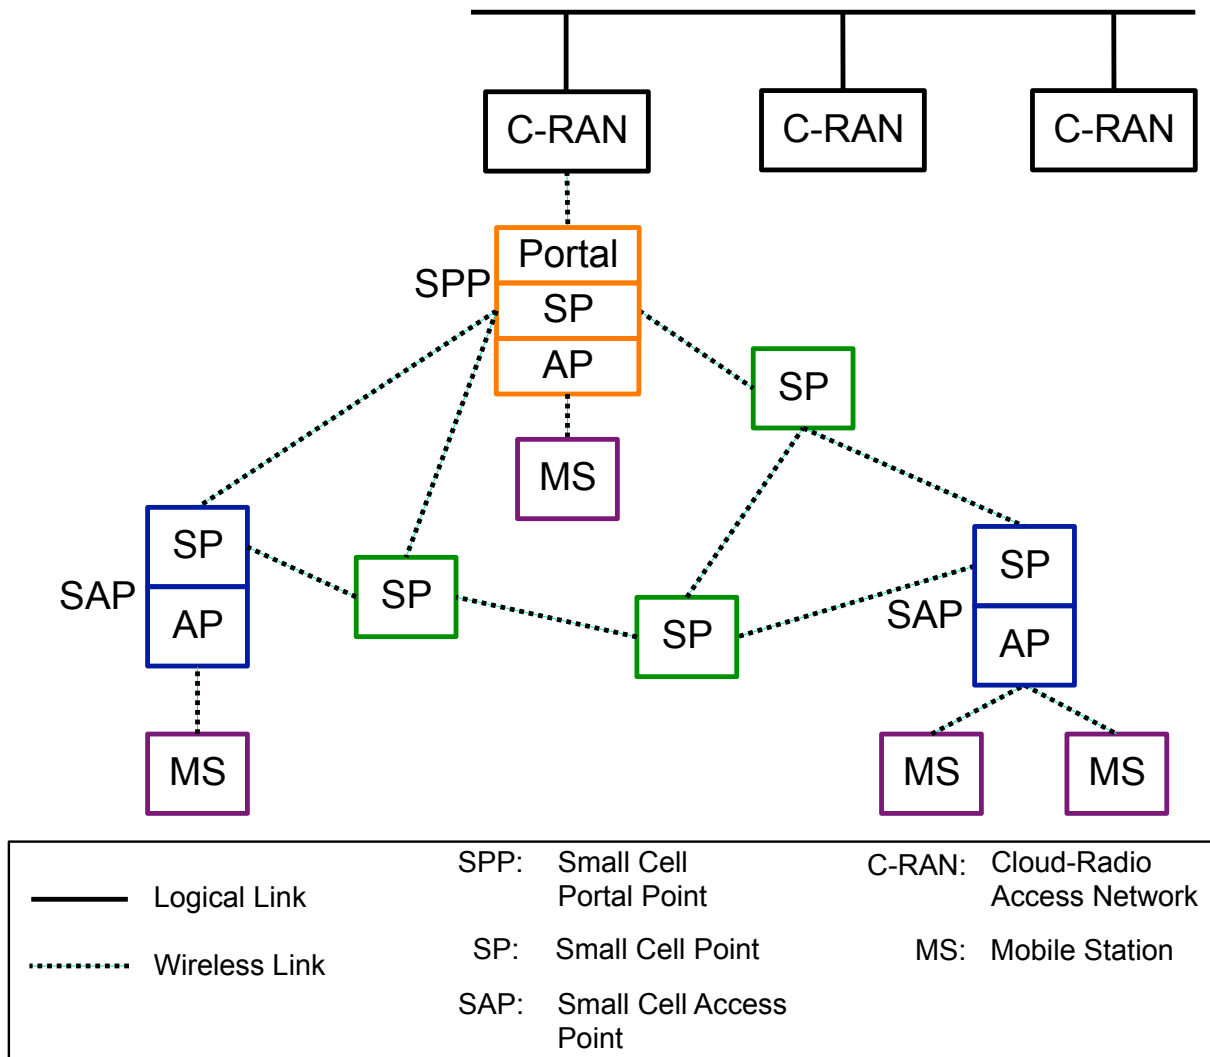 C-RAN
C-RAN
C-RAN
Portal
SPP
SP
AP
SP
MS
SP
SAP
AP
SP
SP
SP
SAP
AP
MS
MS
MS
Logical Link
Wireless Link
SPP: Small Cell
Portal Point
SP: Small Cell Point
SAP: Small Cell Access
Point
C-RAN: Cloud-Radio
Access Network
MS: Mobile Station